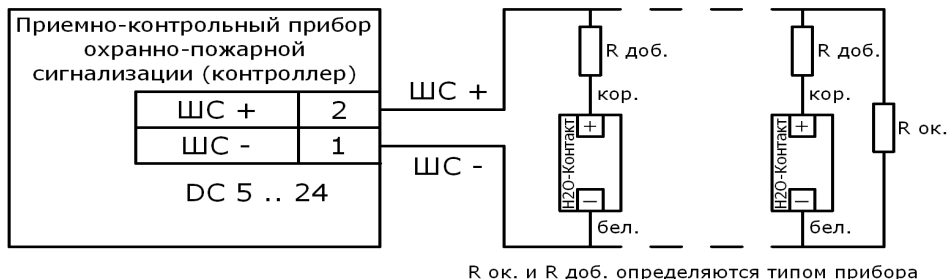 Приемно-контрольный прибор
охранно-пожарной
сигнализации (контроллер)
ШС + 2
ШС - 1
DC 5 .. 24
ШС +
ШС -
R доб.
кор.
H2O-Контакт
+
—
бел.
R доб.
кор.
H2O-Контакт
+
—
бел.
R ок.
R ок. и R доб. определяются типом прибора